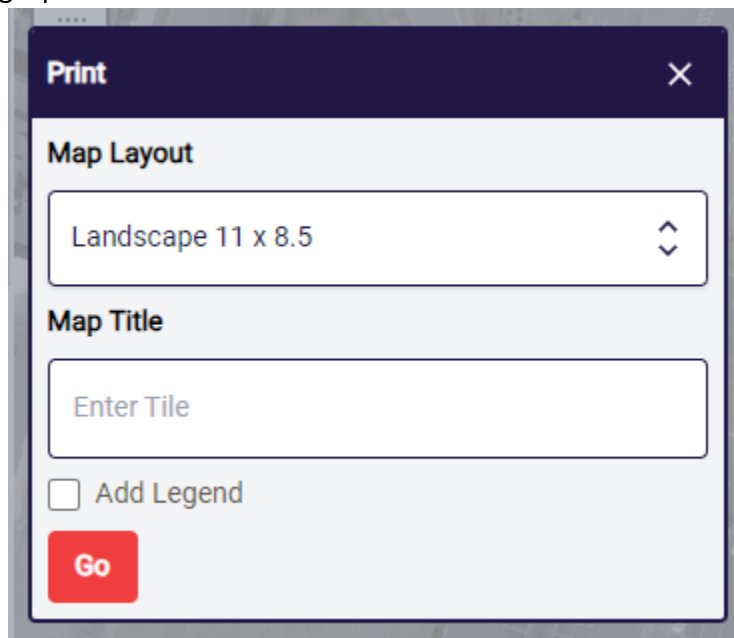 Print
Map Layout
Landscape 11 x 8.5
Map Title
Enter Tile
Add Legend
Go